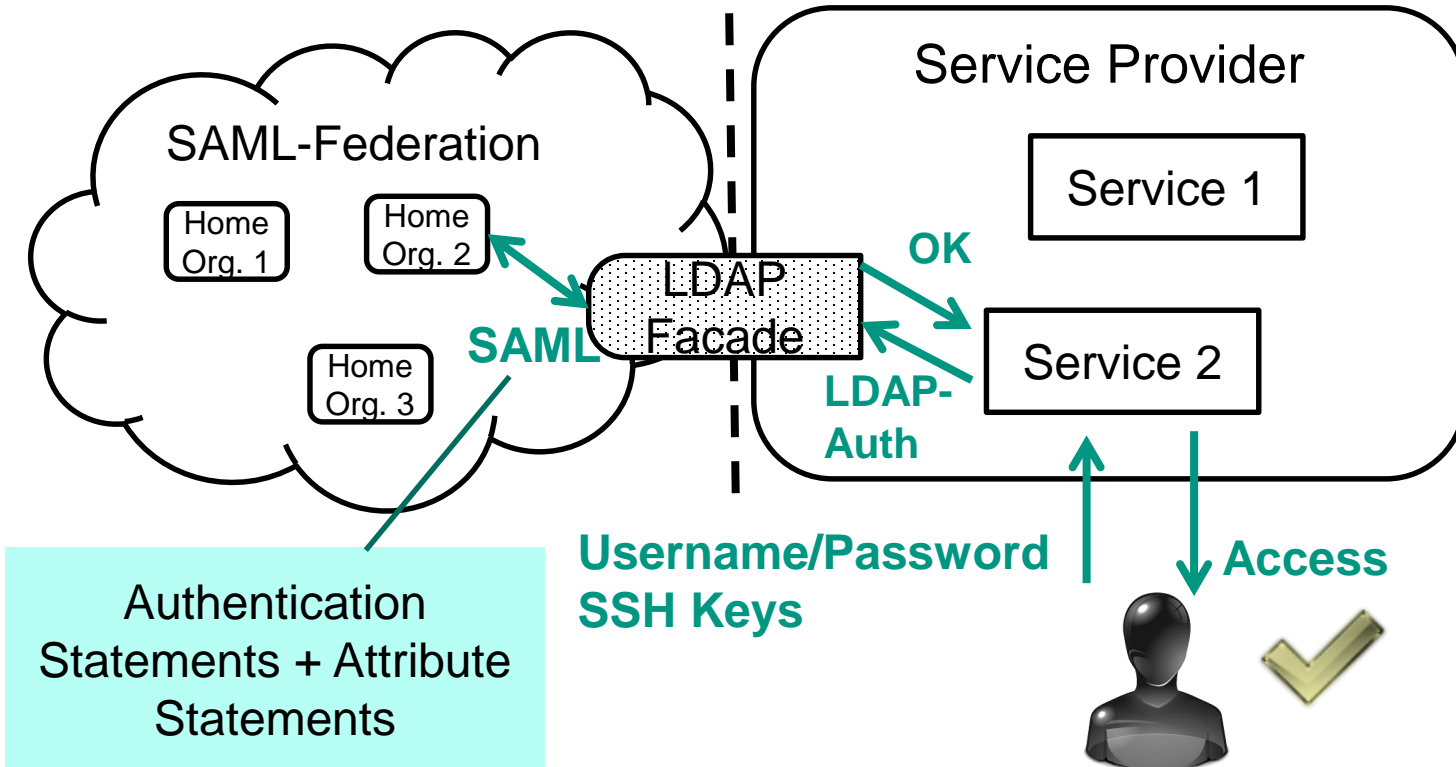 SAML-Federation
Home
Org. 1
Home
Org. 2
Home
Org. 3
SAML
LDAP
Facade
Service Provider
Service 1
OK
Service 2
LDAP-
Auth
Username/Password
SSH Keys
Access
Authentication
Statements + Attribute
Statements